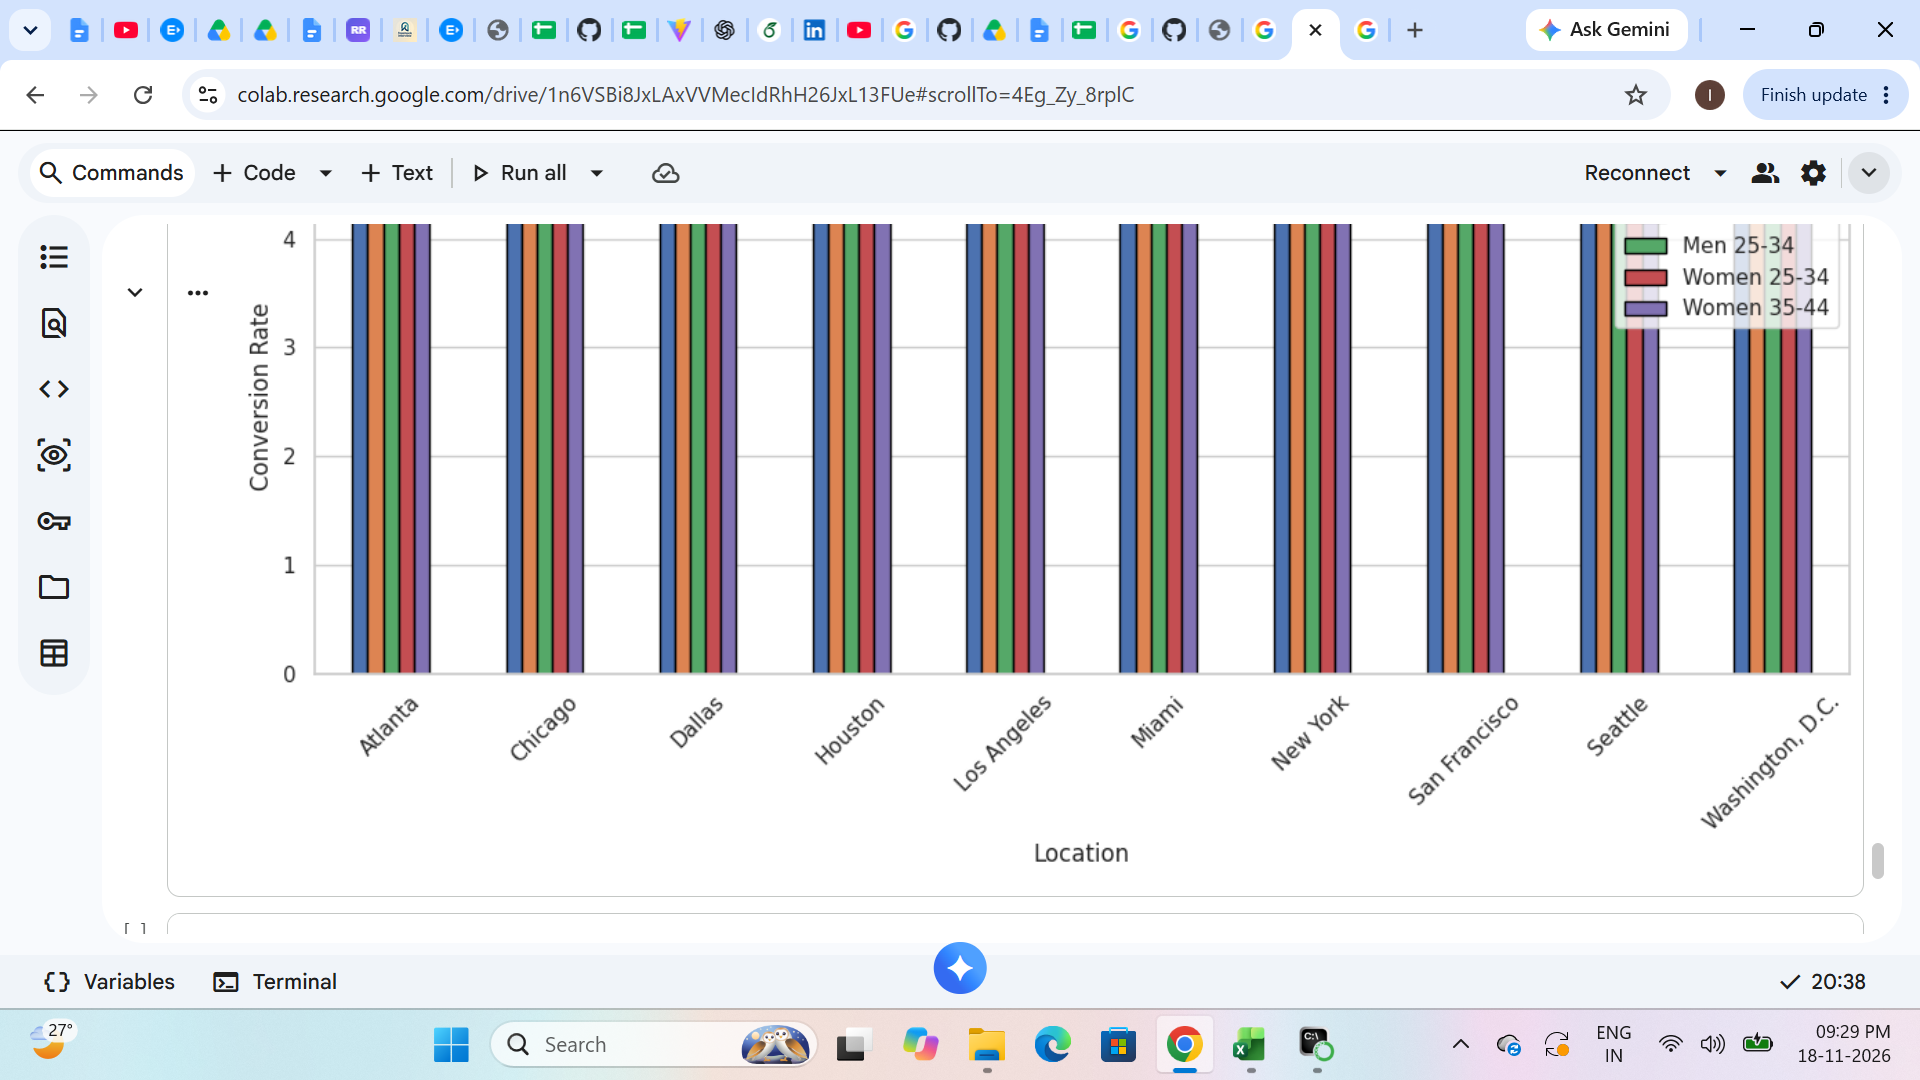 RR
Ask Gemini
colab.research.google.com/drive/1n6VSBi8JxLAxVVMecIdRhH26JxL13FUe#scrollTo=4Eg_Zy_8rplC
I
Finish update
Commands
+ Code
+ Text
Run all
Reconnect
4
3
2
1
0
Conversion Rate
Men 25-34
Women 25-34
Women 35-44
Atlanta
Chicago
Dallas
Houston
Los Angeles
Miami
New York
San Francisco
Seattle
Washington, D.C.
Location
[ ]
Variables
Terminal
20:38
27°
Search
ENG
IN
09:29 PM
18-11-2026